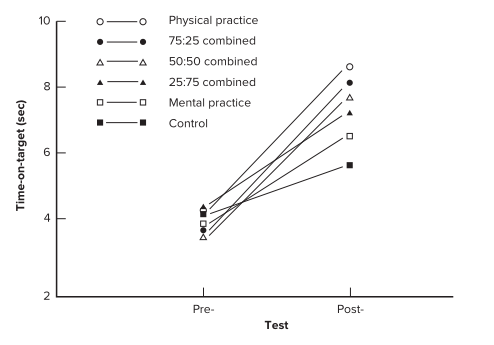 10
8
6
4
2
Time-on-target (sec)
Physical practice
75:25 combined
50:50 combined
25:75 combined
Mental practice
Control
Pre-
Post-
Test